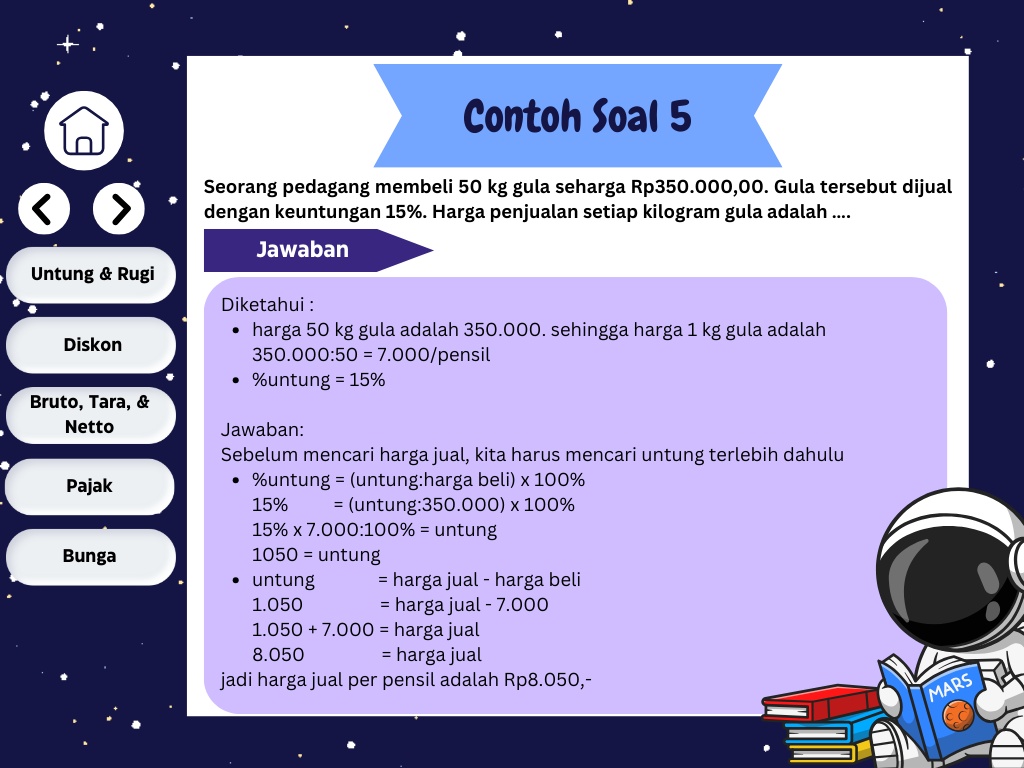 Contoh Soal 5
Seorang pedagang membeli 50 kg gula seharga Rp350.000,00. Gula tersebut dijual
dengan keuntungan 15%. Harga penjualan setiap kilogram gula adalah ....
Jawaban
Untung & Rugi
Diskon
Bruto, Tara, &
Netto
Pajak
Bunga
Diketahui :
• harga 50 kg gula adalah 350.000. sehingga harga 1 kg gula adalah
350.000:50 = 7.000/pensil
• %untung = 15%
Jawaban:
Sebelum mencari harga jual, kita harus mencari untung terlebih dahulu
• %untung = (untung:harga beli) x 100%
15% = (untung:350.000) x 100%
15% x 7.000:100% = untung
1050 = untung
• untung = harga jual - harga beli
1.050 = harga jual - 7.000
1.050 + 7.000 = harga jual
8.050 = harga jual
jadi harga jual per pensil adalah Rp8.050,-
MARS